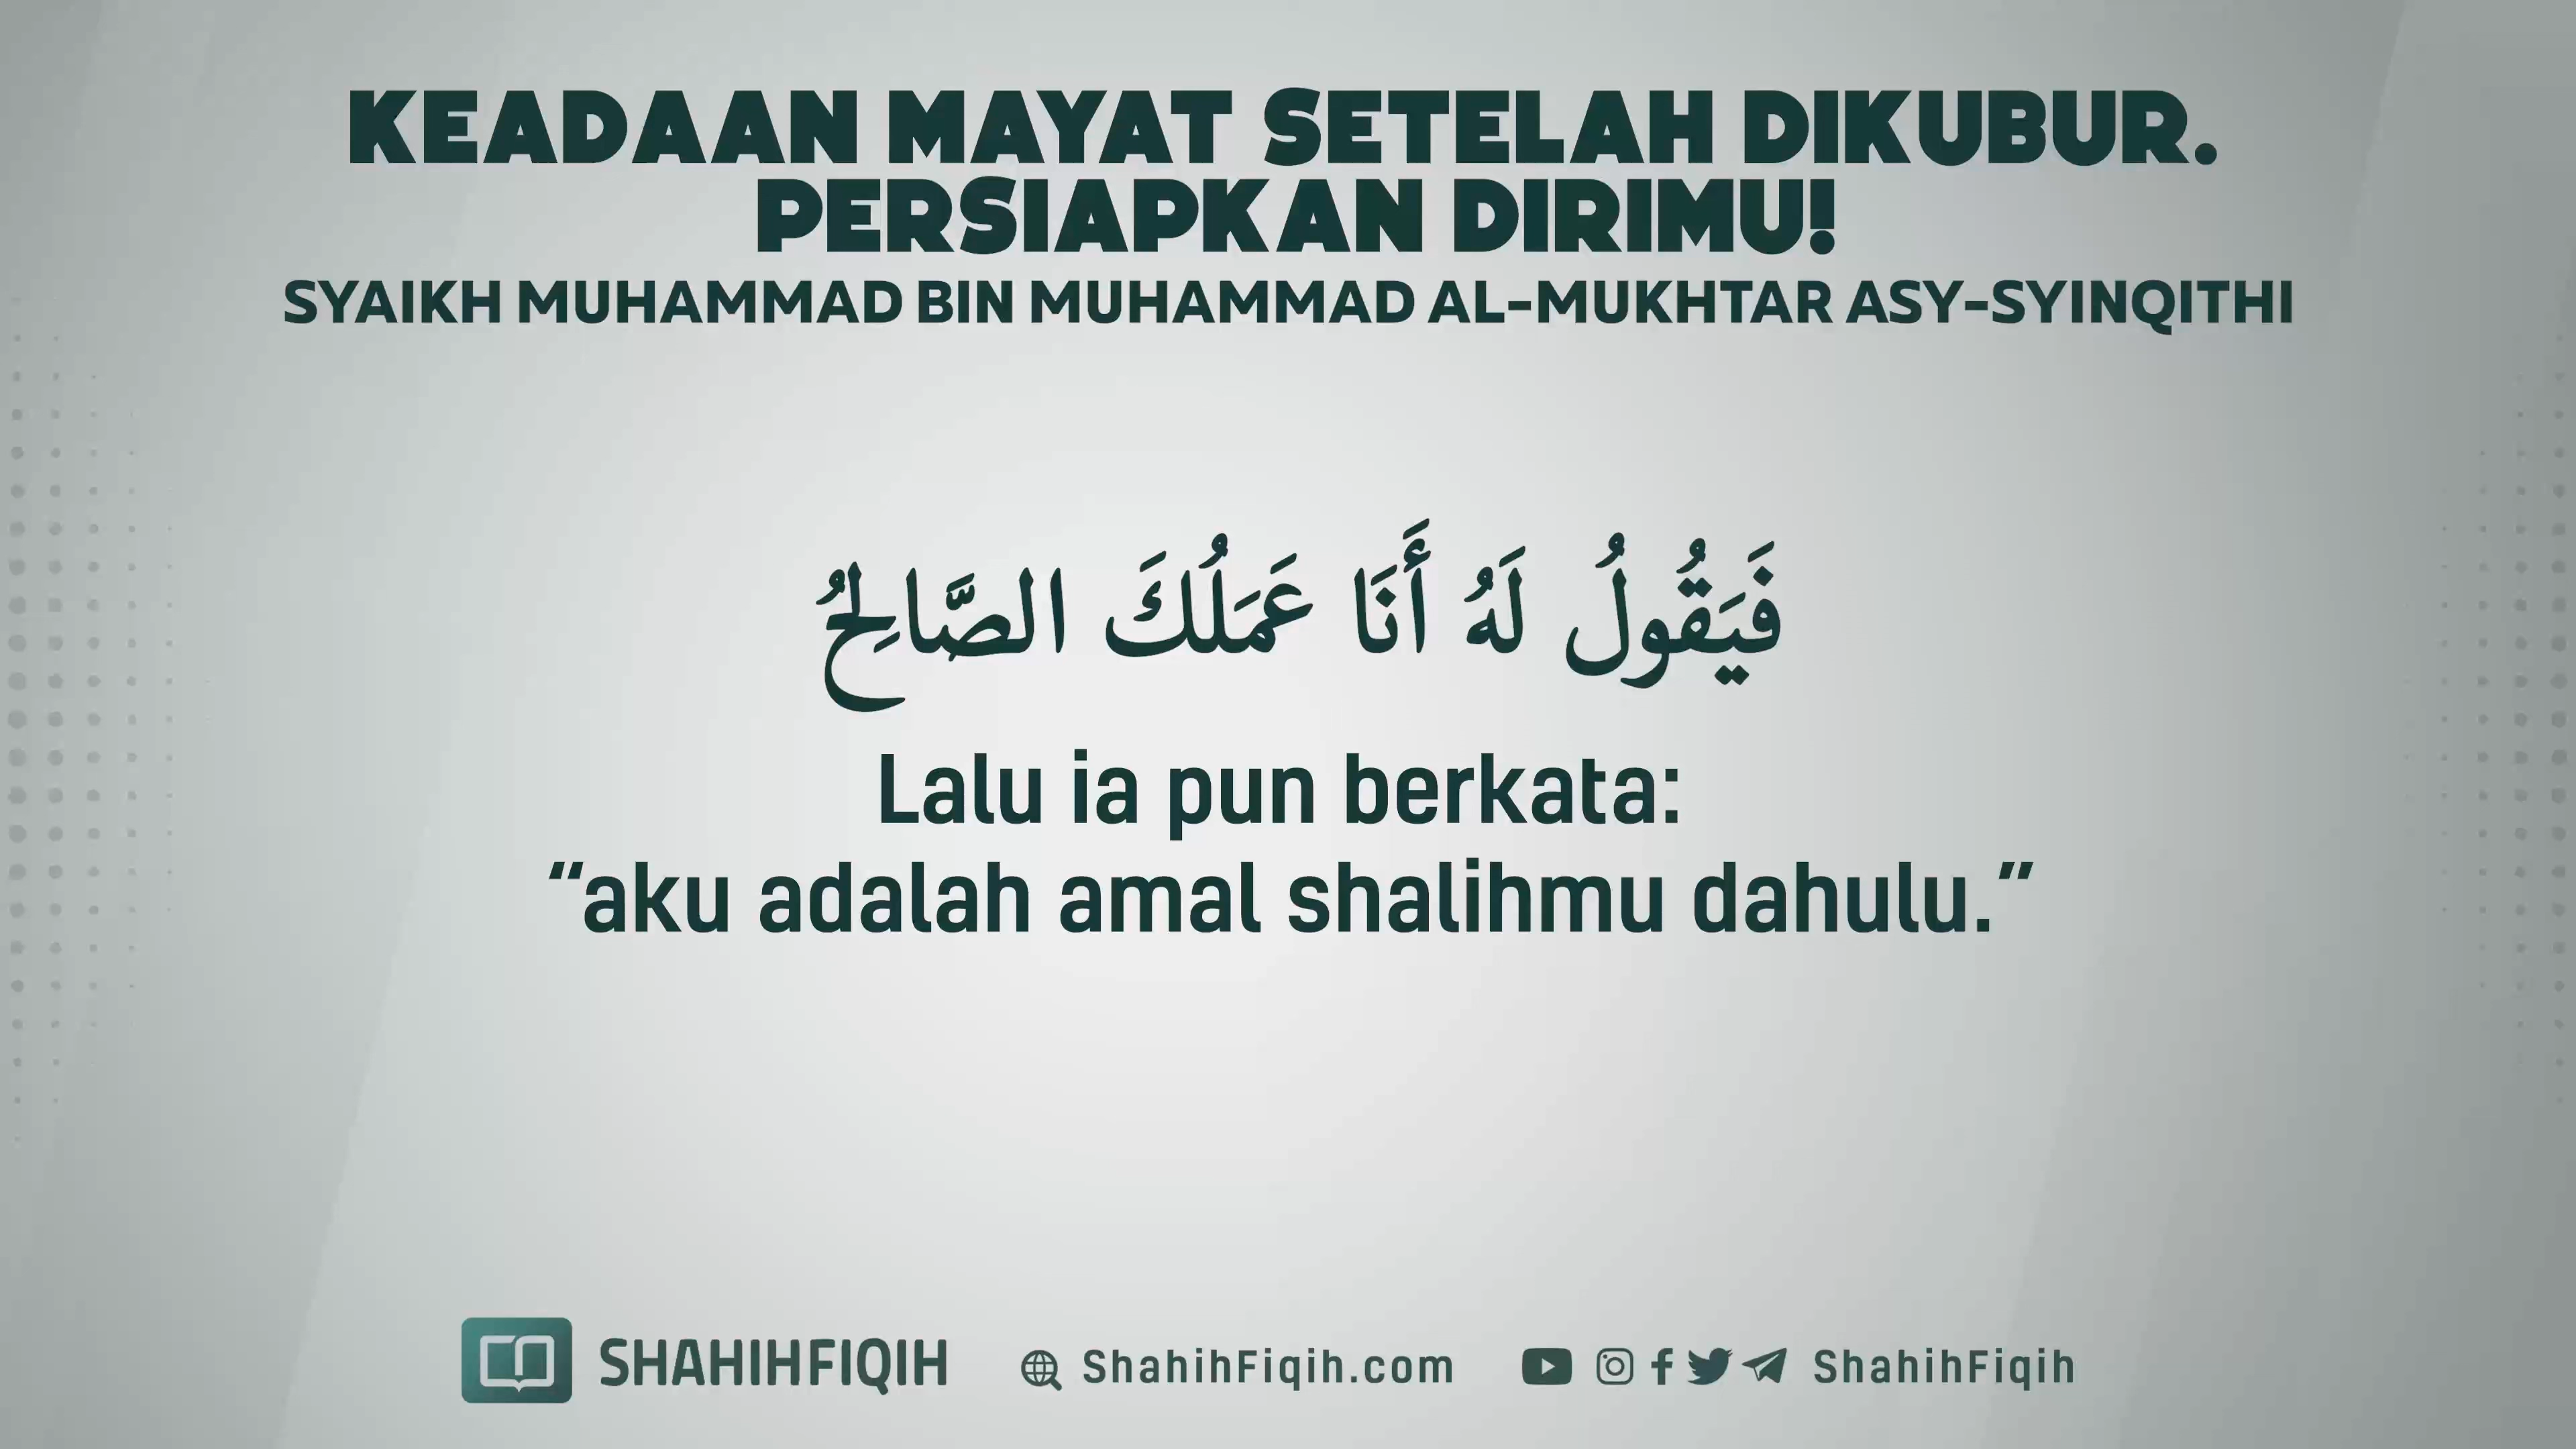 KEADAAN MAYAT SETELAH DIKUBUR.
PERSIAPKAN DIRIMU!
SYAIKH MUHAMMAD BIN MUHAMMAD AL-MUKHTAR ASY-SYINQITHI
فَيَقُولُ لَهُ أَنَا عَمَلُكَ الصَّالِحُ
Lalu ia pun berkata:
“aku adalah amal shalihmu dahulu.”
SHAHIHFIQIH ShahihFiqih.com ShahihFiqih